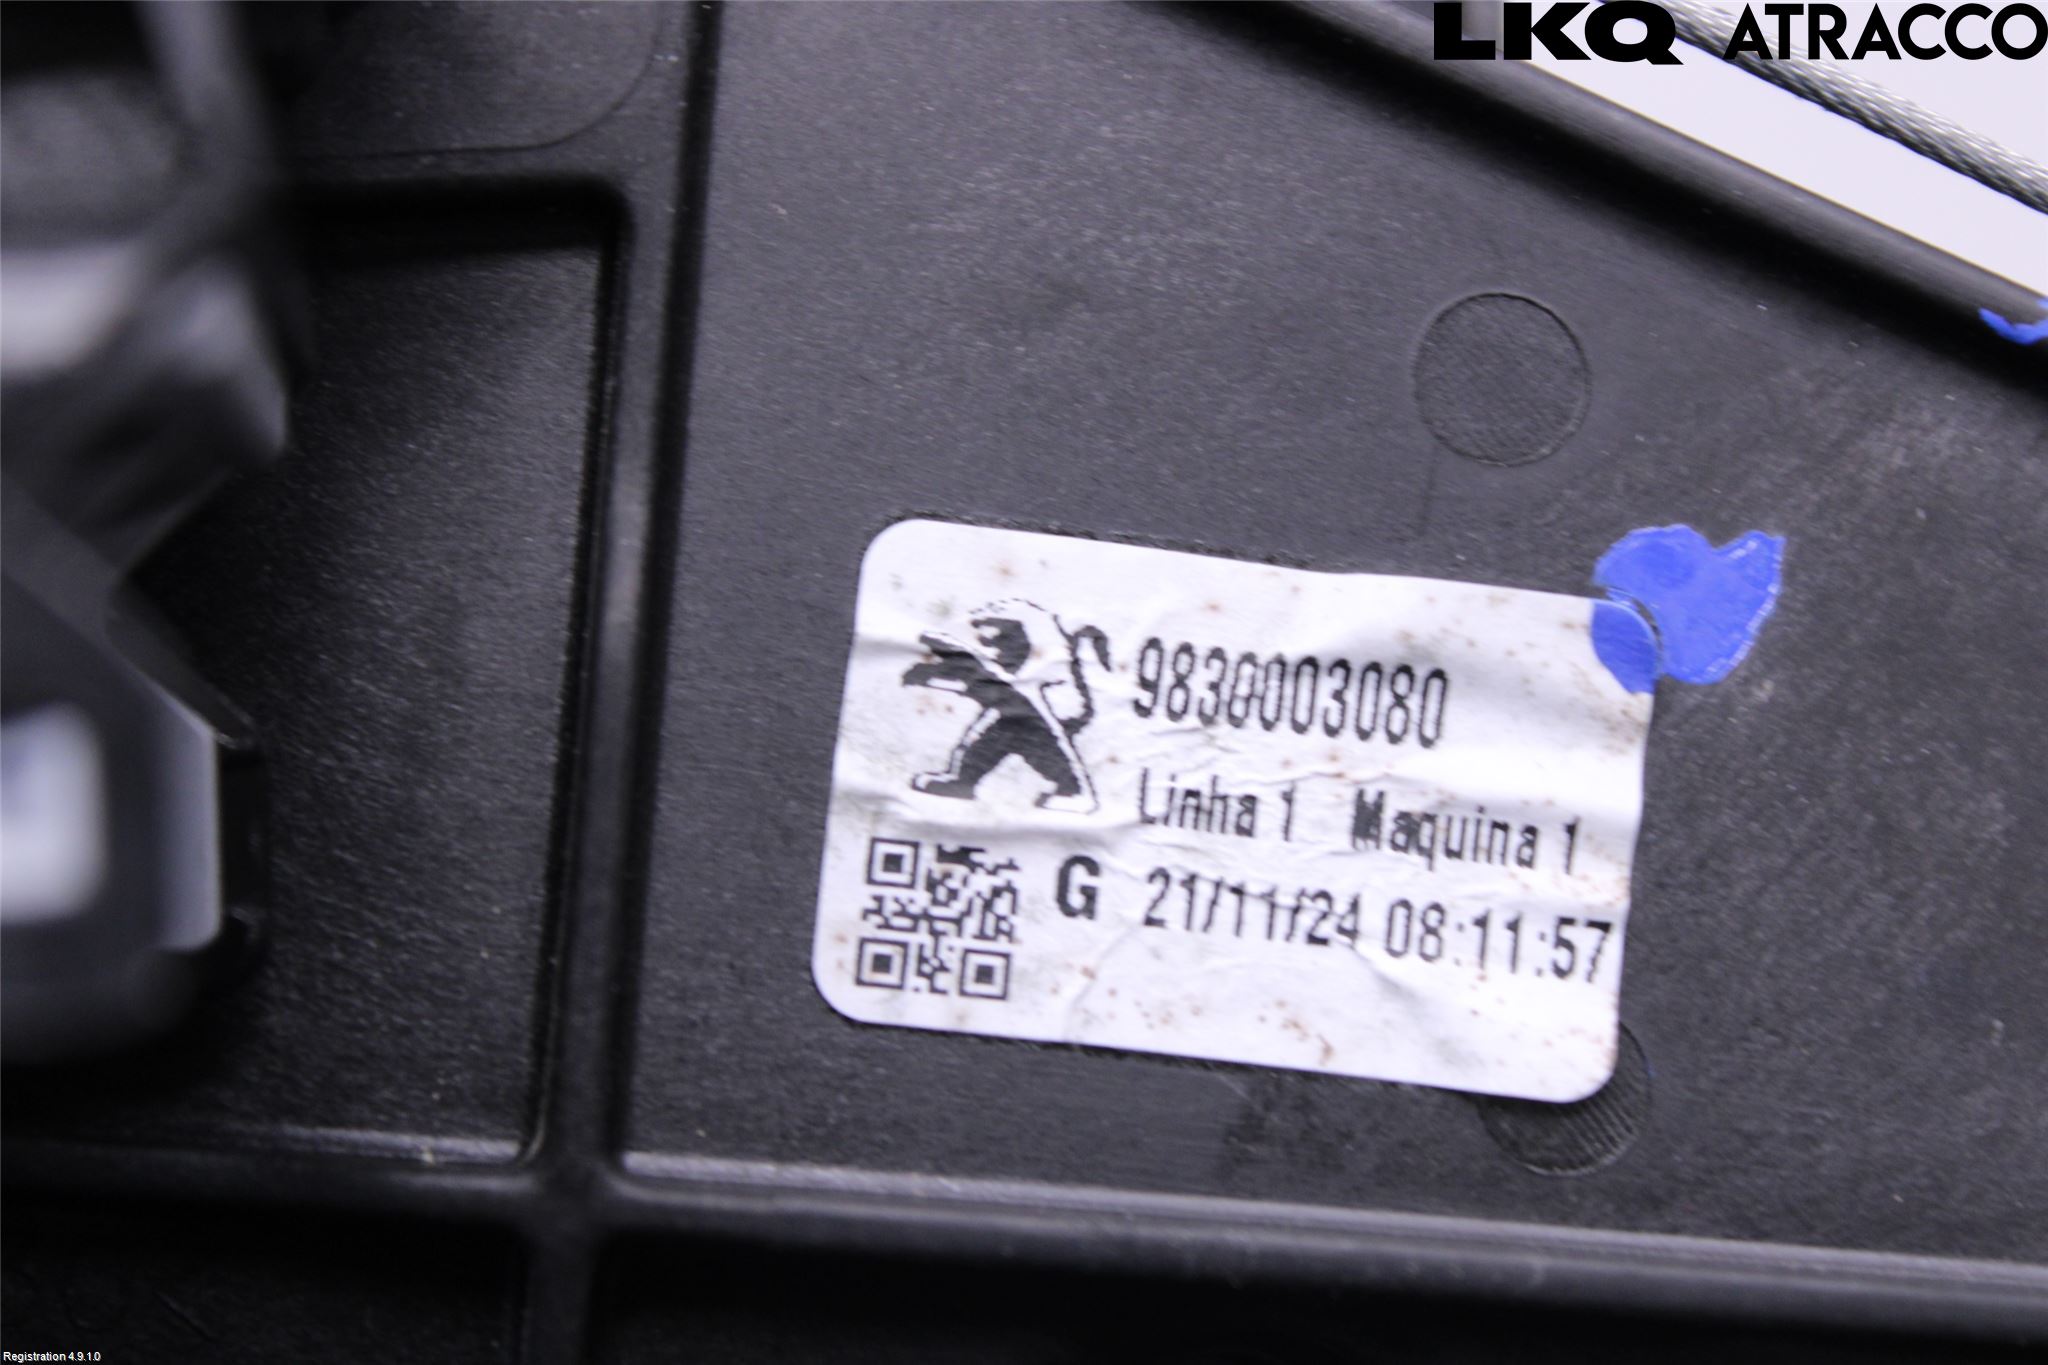 LKQ ATRACCO
9830003080
Linha 1 Maquina 1
G 21/11/24 08:11:57
Registration 4.9.1.0